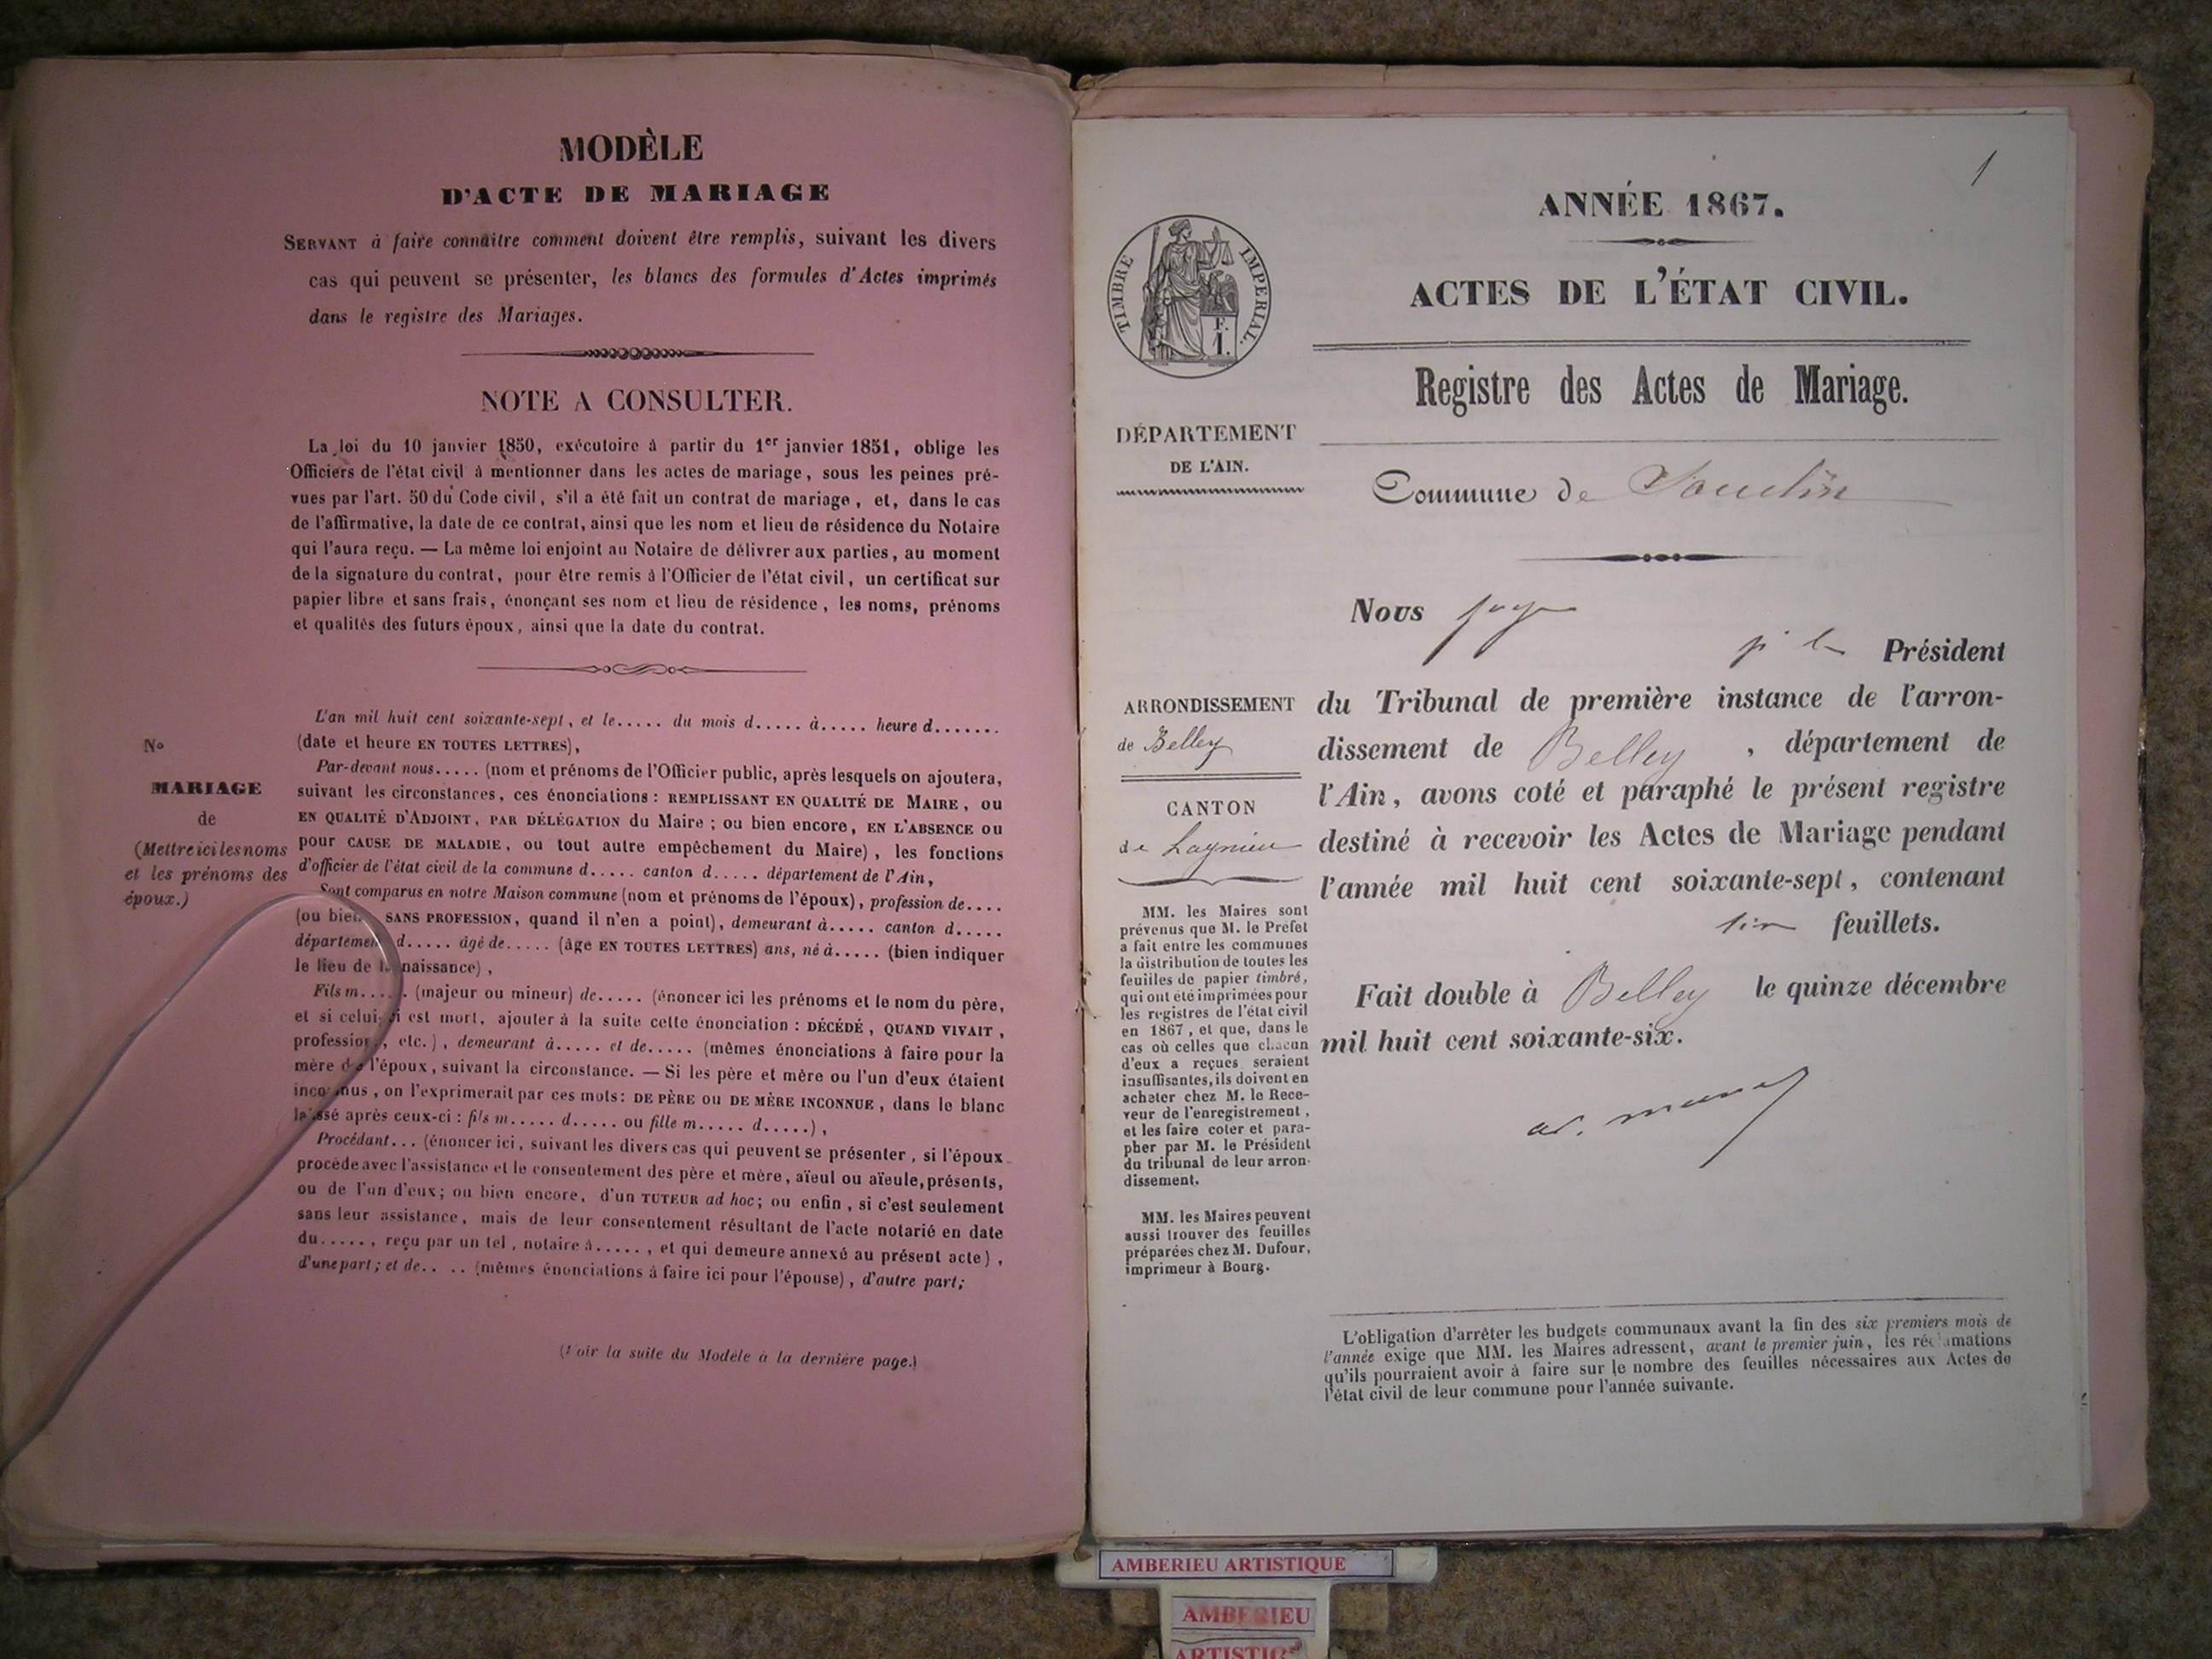 MODÈLE
D'ACTE DE MARIAGE
SERVANT à faire connaître comment doivent être remplis, suivant les divers
cas qui peuvent se présenter, les blancs des formules d'Actes imprimés
dans le registre des Mariages.
NOTE A CONSULTER.
La loi du 10 janvier 1850, exécutoire à partir du 1er janvier 1851, oblige les
Officiers de l'état civil à mentionner dans les actes de mariage, sous les peines pré-
vues par l'art. 50 du Code civil, s'il a été fait un contrat de mariage, et, dans le cas
de l'affirmative, la date de ce contrat, ainsi que les nom et lieu de résidence du Notaire
qui l'aura reçu. — La même loi enjoint au Notaire de délivrer aux parties, au moment
de la signature du contrat, pour être remis à l'Officier de l'état civil, un certificat sur
papier libre et sans frais, énonçant ses nom et lieu de résidence, les noms, prénoms
et qualités des futurs époux, ainsi que la date du contrat.
L'an mil huit cent soixante-sept, et le..... du mois d..... à..... heure d.......
(date et heure EN TOUTES LETTRES),
Par-devant nous..... (nom et prénoms de l'Officier public, après lesquels on ajoutera,
suivant les circonstances, ces énonciations : REMPLISSANT EN QUALITÉ DE MAIRE, ou
EN QUALITÉ D'ADJOINT, PAR DÉLÉGATION du Maire ; ou bien encore, EN L'ABSENCE ou
pour CAUSE DE MALADIE, ou tout autre empêchement du Maire), les fonctions
d'officier de l'état civil de la commune d..... canton d..... département de l'Ain,
Sont comparus en notre Maison commune (nom et prénoms de l'époux), profession de....
(ou bien SANS PROFESSION, quand il n'en a point), demeurant à..... canton d.....
département d..... âgé de..... (âge EN TOUTES LETTRES) ans, né à..... (bien indiquer
le lieu de la naissance),
Fils m..... (majeur ou mineur) de..... (énoncer ici les prénoms et le nom du père,
et si celui-ci est mort, ajouter à la suite cette énonciation : DÉCÉDÉ, QUAND VIVAIT,
profession, etc.), demeurant à..... et de..... (mêmes énonciations à faire pour la
mère de l'époux, suivant la circonstance. — Si les père et mère ou l'un d'eux étaient
inconnus, on l'exprimerait par ces mots : DE PÈRE ou DE MÈRE INCONNUE, dans le blanc
laissé après ceux-ci : fils m..... d..... ou fille m..... d.....),
Procédant... (énoncer ici, suivant les divers cas qui peuvent se présenter, si l'époux
procède avec l'assistance et le consentement des père et mère, aïeul ou aïeule, présents,
ou de l'un d'eux; ou bien encore, d'un TUTEUR ad hoc; ou enfin, si c'est seulement
sans leur assistance, mais de leur consentement résultant de l'acte notarié en date
du....., reçu par un tel, notaire à....., et qui demeure annexé au présent acte),
d'une part; et de.. .. (mêmes énonciations à faire ici pour l'épouse), d'autre part;
(Voir la suite du Modèle à la dernière page.)
No
MARIAGE
de
(Mettre ici les noms
et les prénoms des
époux.)
1
ANNÉE 1867.
ACTES DE L'ÉTAT CIVIL.
Registre des Actes de Mariage.
Commune de Soudin
TIMBRE IMPÉRIAL.
F.
1.
DÉPARTEMENT
DE L'AIN.
ARRONDISSEMENT
de Belley
CANTON
de Lagnieu
MM. les Maires sont
prévenus que M. le Préfet
a fait entre les communes
la distribution de toutes les
feuilles de papier timbré,
qui ont été imprimées pour
les registres de l'état civil
en 1867, et que, dans le
cas où celles que chacun
d'eux a reçues seraient
insuffisantes, ils doivent en
acheter chez M. le Rece-
veur de l'enregistrement,
et les faire coter et para-
pher par M. le Président
du tribunal de leur arron-
dissement.
MM. les Maires peuvent
aussi trouver des feuilles
préparées chez M. Dufour,
imprimeur à Bourg.
Nous juge
Président
du Tribunal de première instance de l'arron-
dissement de Belley, département de
l'Ain, avons coté et paraphé le présent registre
destiné à recevoir les Actes de Mariage pendant
l'année mil huit cent soixante-sept, contenant
feuillets.
Fait double à Belley le quinze décembre
mil huit cent soixante-six.
L'obligation d'arrêter les budgets communaux avant la fin des six premiers mois de
l'année exige que MM. les Maires adressent, avant le premier juin, les réclamations
qu'ils pourraient avoir à faire sur le nombre des feuilles nécessaires aux Actes de
l'état civil de leur commune pour l'année suivante.
AMBERIEU ARTISTIQUE
AMBERIEU
ARTISTIQUE